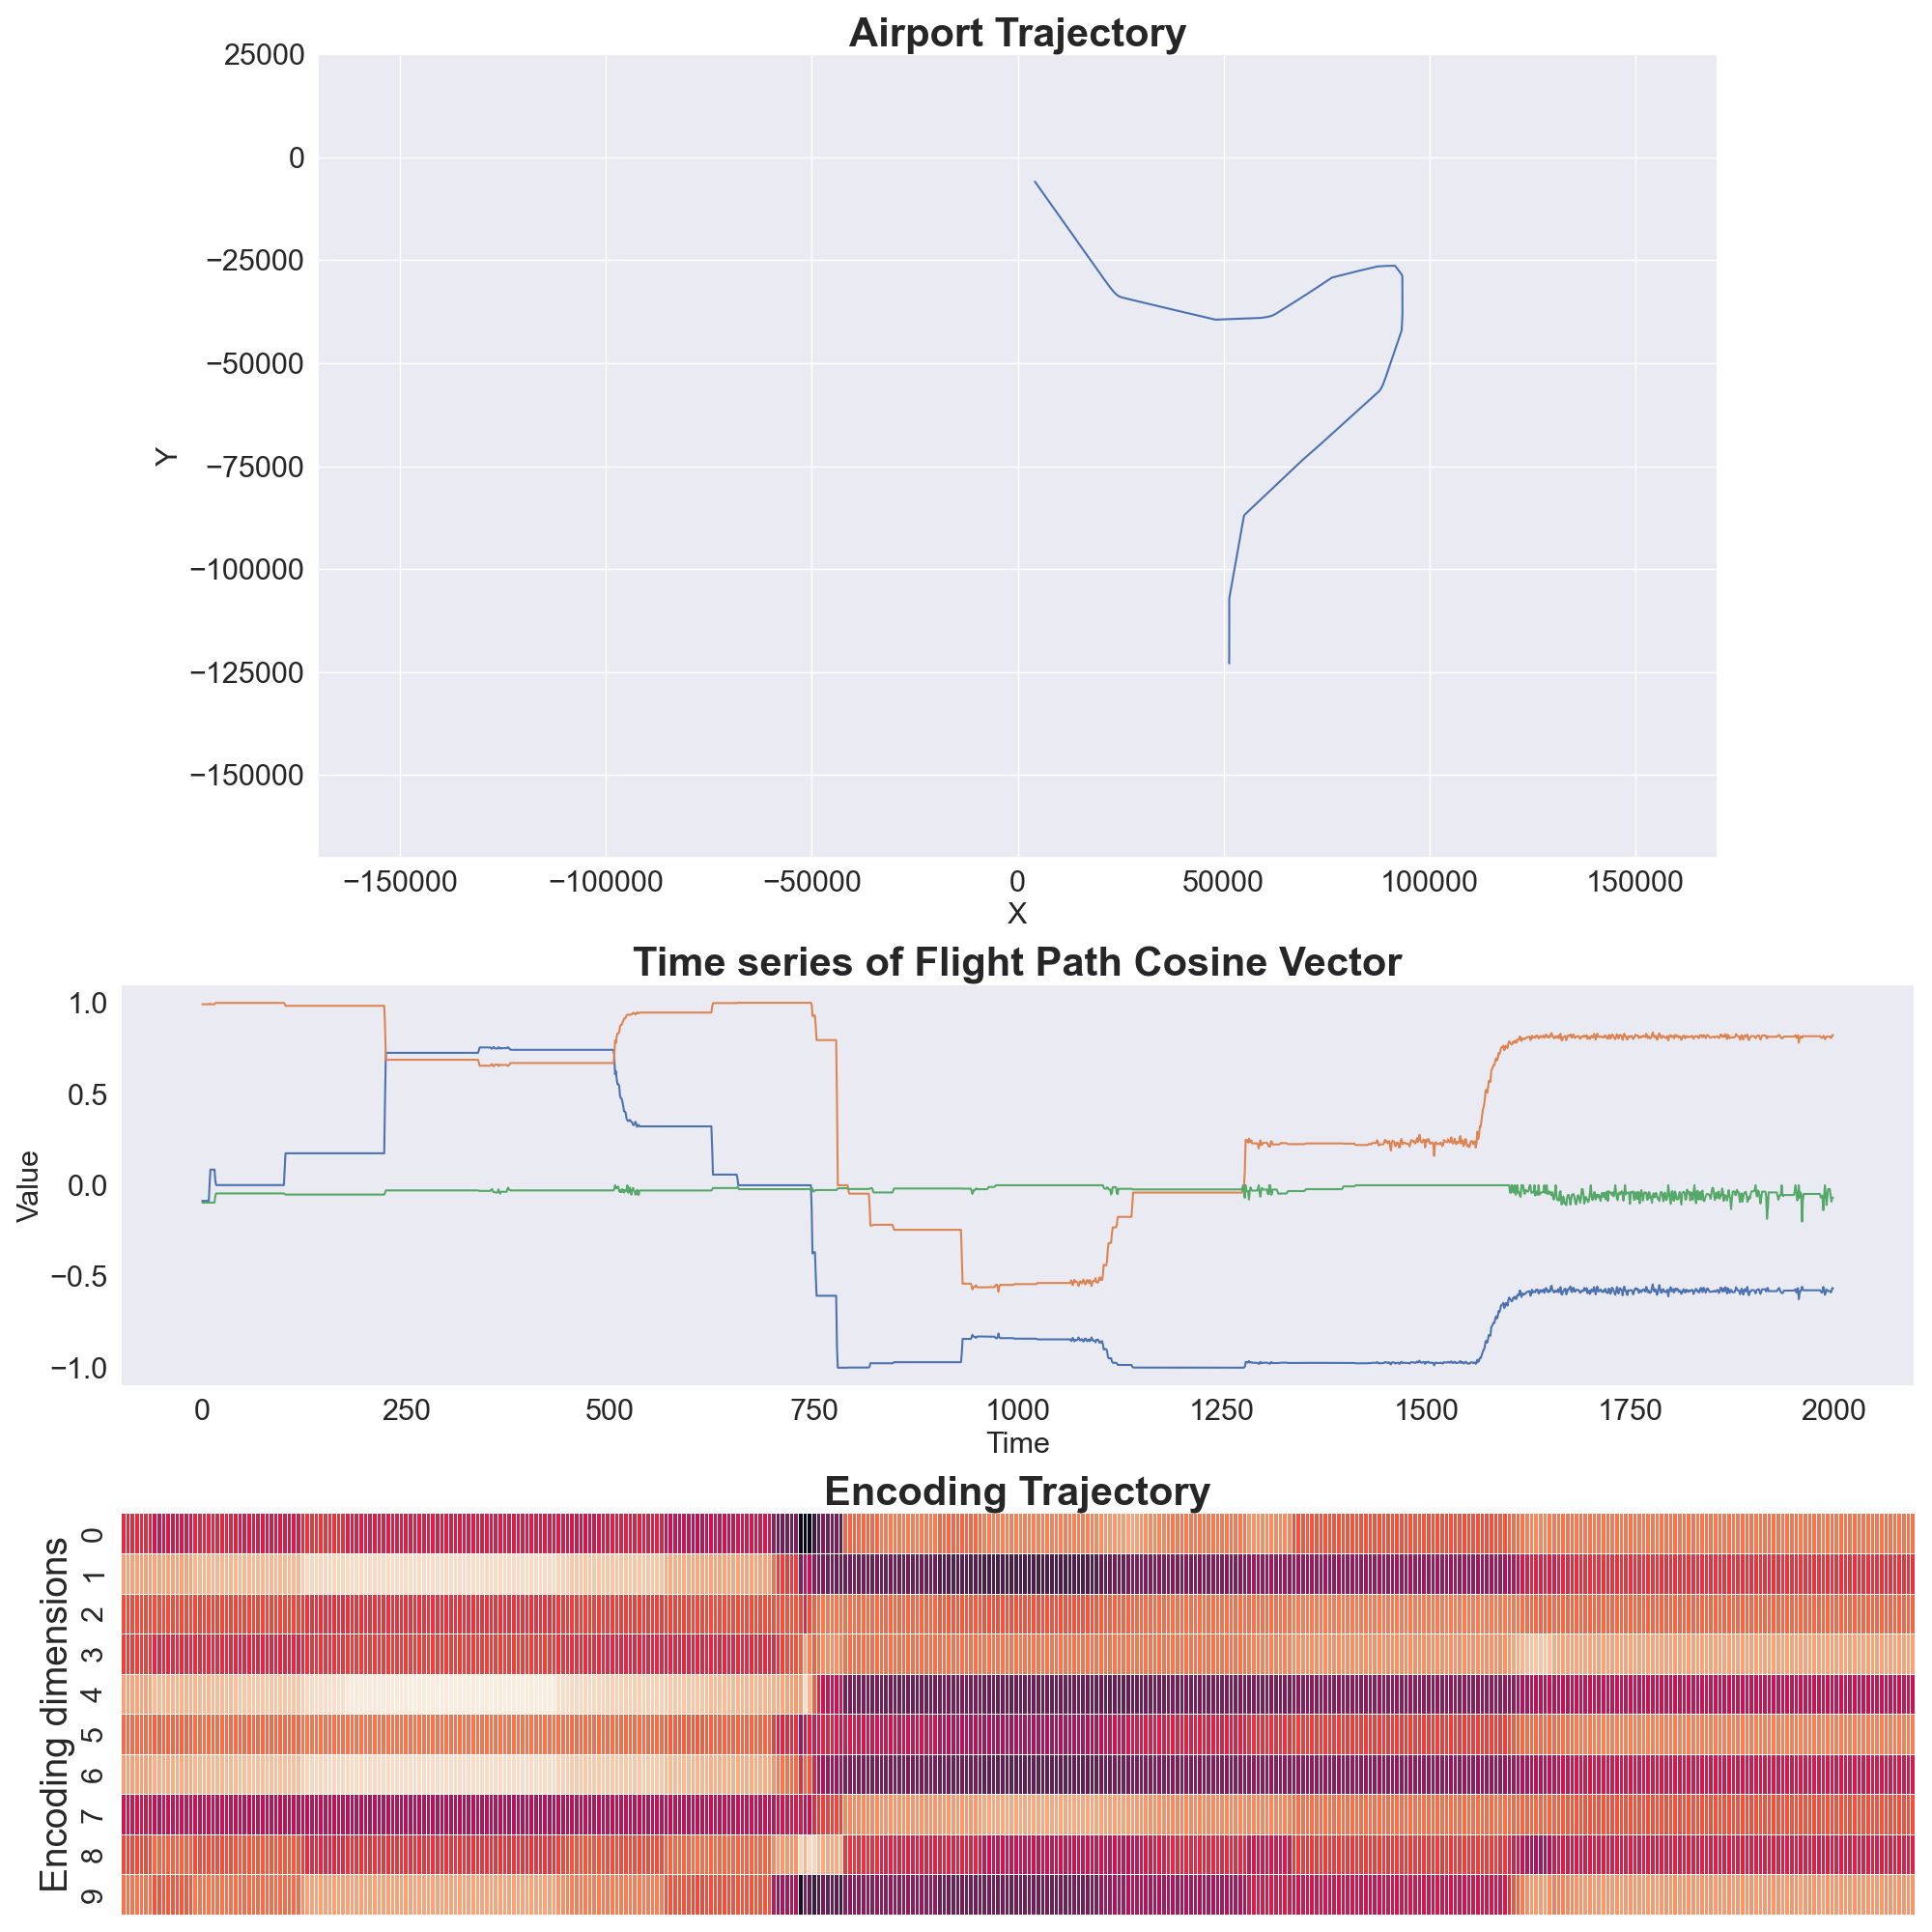 Airport Trajectory
25000
0
−25000
−50000
−75000
−100000
−125000
−150000
Y
−150000 −100000 −50000 0 50000 100000 150000
X
Time series of Flight Path Cosine Vector
1.0
0.5
0.0
−0.5
−1.0
Value
0 250 500 750 1000 1250 1500 1750 2000
Time
Encoding Trajectory
Encoding dimensions
0
1
2
3
4
5
6
7
8
9